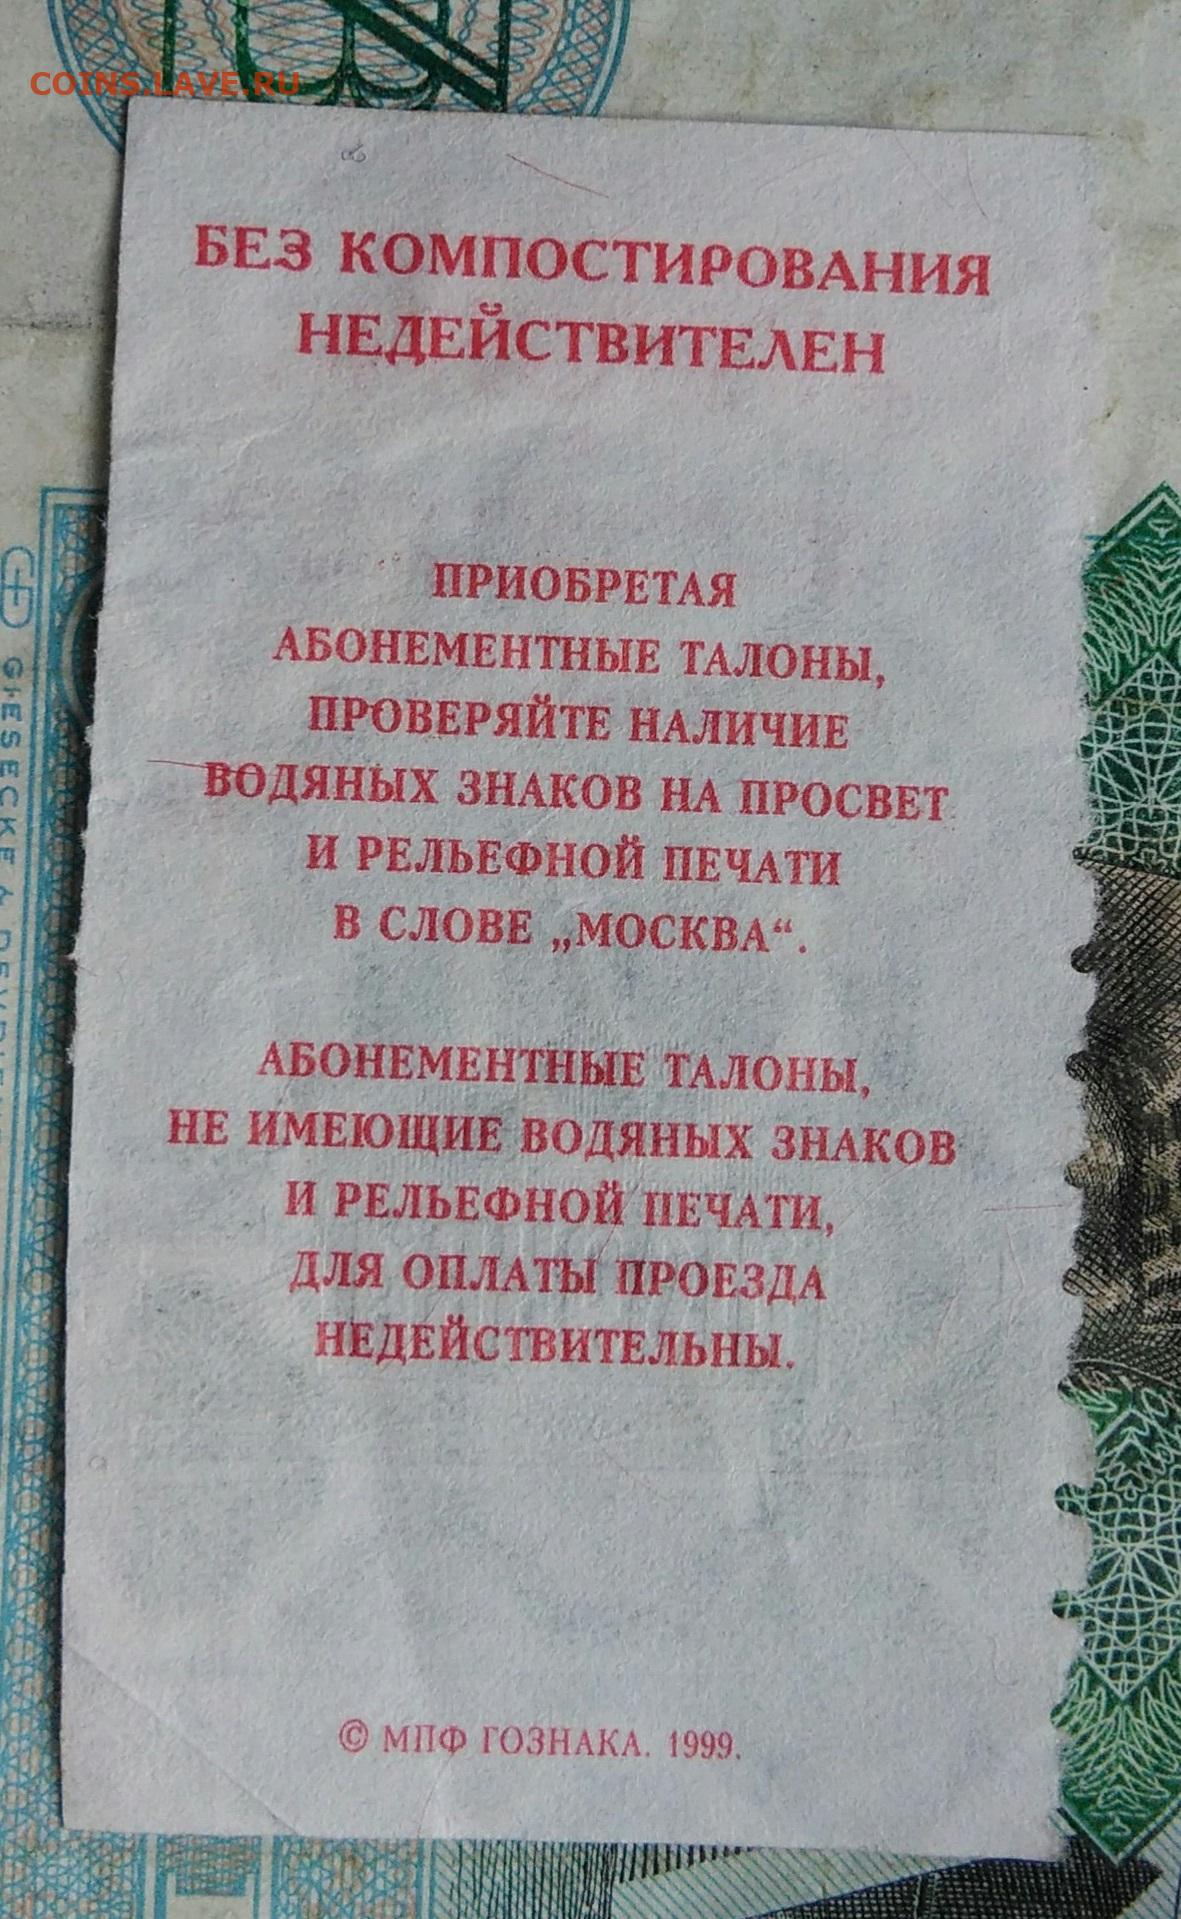 COINS.LAVE.RU
БЕЗ КОМПОСТИРОВАНИЯ
НЕДЕЙСТВИТЕЛЕН
ПРИОБРЕТАЯ
АБОНЕМЕНТНЫЕ ТАЛОНЫ,
ПРОВЕРЯЙТЕ НАЛИЧИЕ
ВОДЯНЫХ ЗНАКОВ НА ПРОСВЕТ
И РЕЛЬЕФНОЙ ПЕЧАТИ
В СЛОВЕ „МОСКВА“.
АБОНЕМЕНТНЫЕ ТАЛОНЫ,
НЕ ИМЕЮЩИЕ ВОДЯНЫХ ЗНАКОВ
И РЕЛЬЕФНОЙ ПЕЧАТИ,
ДЛЯ ОПЛАТЫ ПРОЕЗДА
НЕДЕЙСТВИТЕЛЬНЫ.
© МПФ ГОЗНАКА. 1999.
GIESECKE &